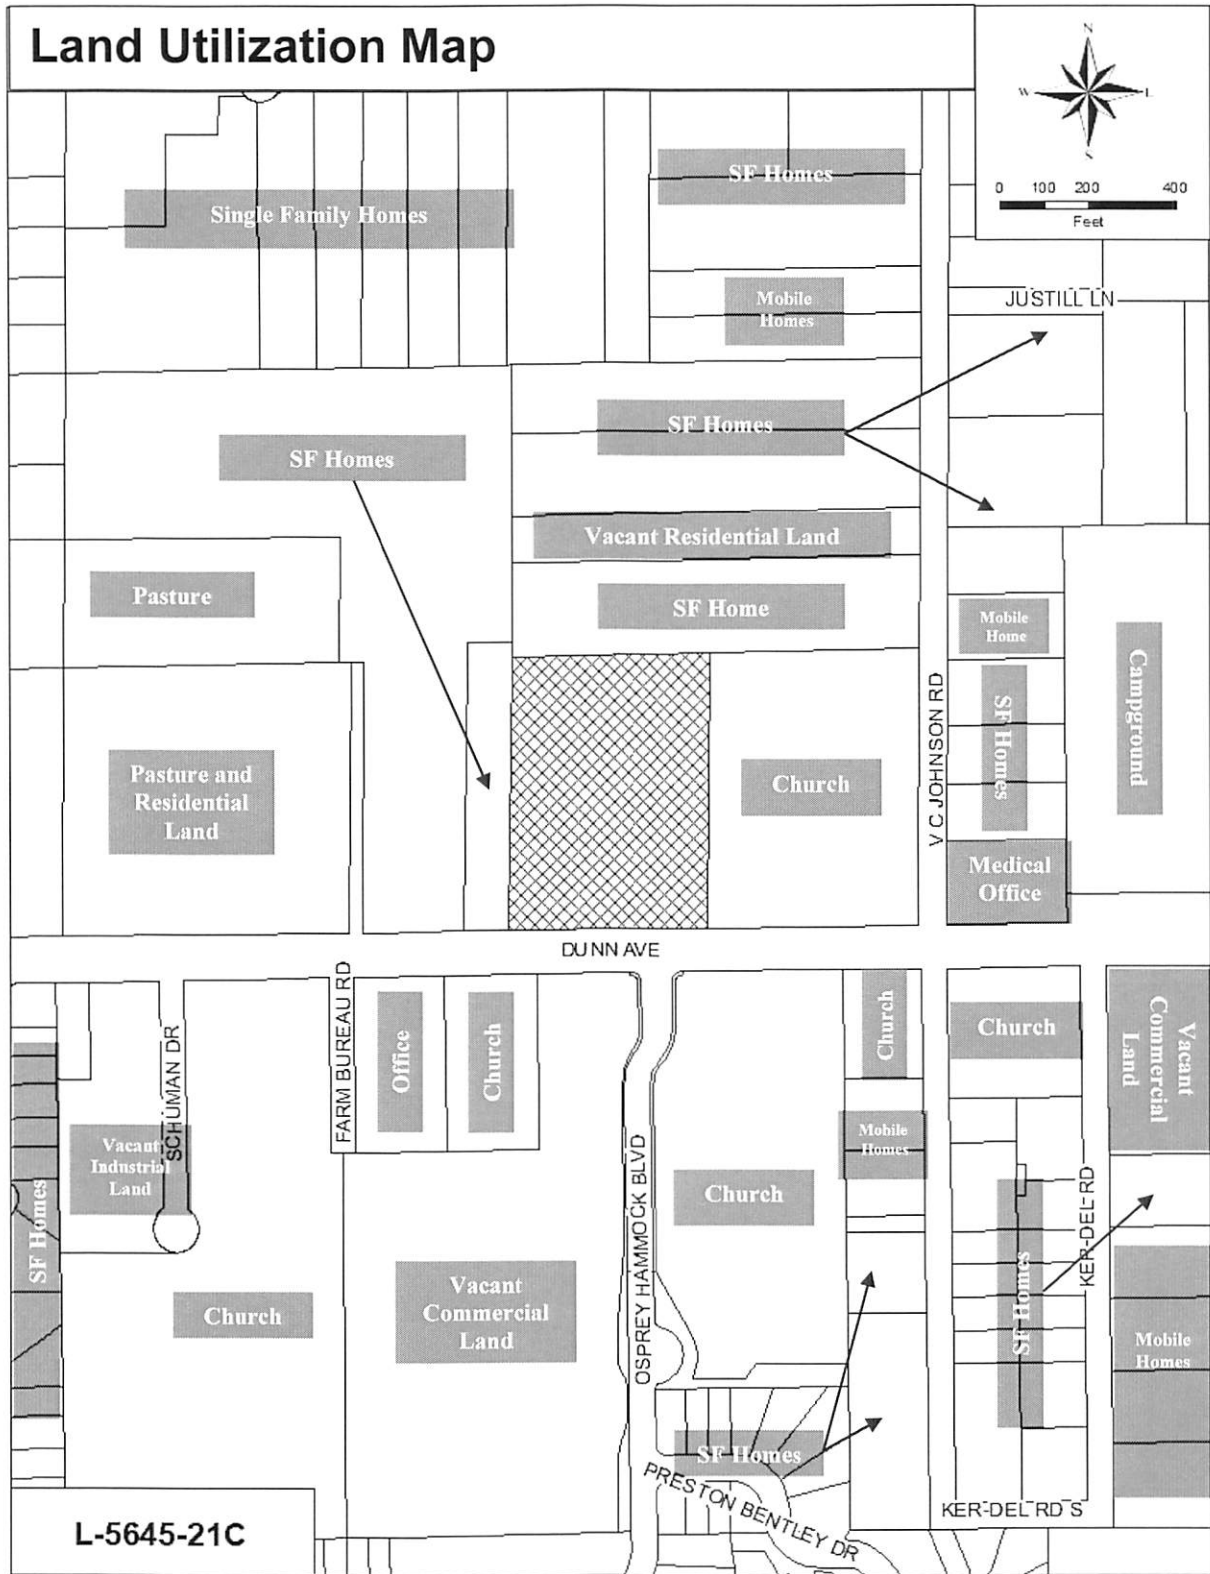 Land Utilization Map
N
W
E
S
0 100 200 400
Feet
SF Homes
Single Family Homes
Mobile
Homes
JUSTILL LN
SF Homes
SF Homes
Vacant Residential Land
Pasture
SF Home
Mobile
Home
Campground
SF Homes
V C JOHNSON RD
Pasture and
Residential
Land
Church
Medical
Office
DUNN AVE
SCHUMAN DR
FARM BUREAU RD
Office
Church
OSPREY HAMMOCK BLVD
Church
Church
Vacant
Commercial
Land
Mobile
Homes
Vacant
Industrial
Land
SF Homes
Church
KER-DEL RD
SF Homes
Church
Vacant
Commercial
Land
Mobile
Homes
SF Homes
PRESTON BENTLEY DR
KER-DEL RD S
L-5645-21C